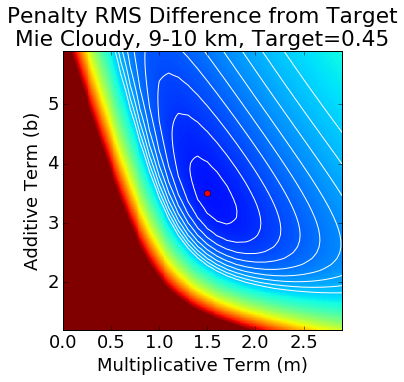 Penalty RMS Difference from Target
Mie Cloudy, 9-10 km, Target=0.45
5
4
3
2
Additive Term (b)
0.0 0.5 1.0 1.5 2.0 2.5
Multiplicative Term (m)